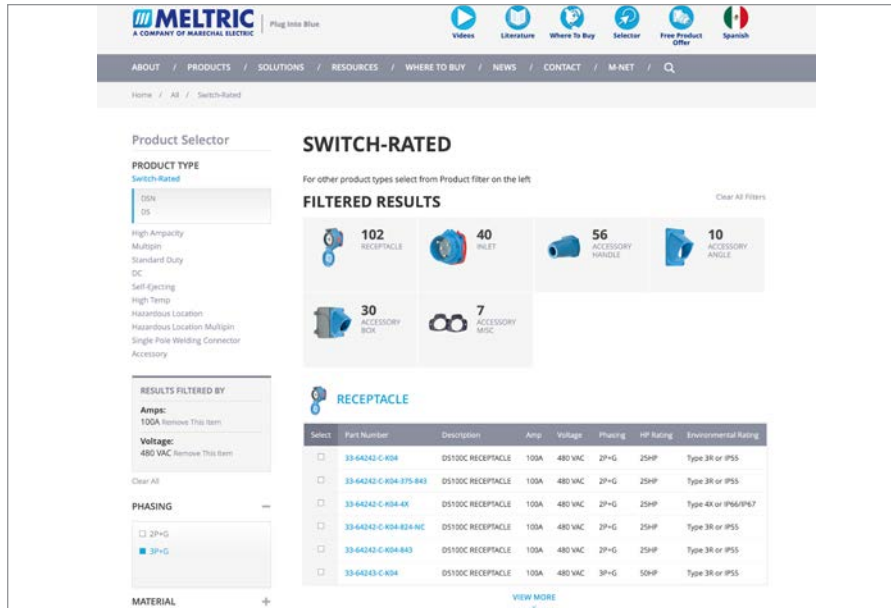 MELTRIC
A COMPANY OF MARECHAL ELECTRIC
Plug Into Blue.
Videos
Literature
Where To Buy
Selector
Free Product
Offer
Spanish
ABOUT / PRODUCTS / SOLUTIONS / RESOURCES / WHERE TO BUY / NEWS / CONTACT / M-NET /
Home / All / Switch-Rated
Product Selector
PRODUCT TYPE
Switch-Rated
DSN
DS
High Ampacity
Multipin
Standard Duty
DC
Self-Ejecting
High Temp
Hazardous Location
Hazardous Location Multipin
Single Pole Welding Connector
Accessory
RESULTS FILTERED BY
Amps:
100A Remove This Item
Voltage:
480 VAC Remove This Item
Clear All
PHASING
2P+G
3P+G
MATERIAL
SWITCH-RATED
For other product types select from Product filter on the left
FILTERED RESULTS
Clear All Filters
102
RECEPTACLE
40
INLET
56
ACCESSORY
HANDLE
10
ACCESSORY
ANGLE
30
ACCESSORY
BOX
7
ACCESSORY
MISC
RECEPTACLE
Select Part Number Description Amp Voltage Phasing HP Rating Environmental Rating
33-64242-C-K04 DS100C RECEPTACLE 100A 480 VAC 2P+G 25HP Type 3R or IP55
33-64242-C-K04-375-843 DS100C RECEPTACLE 100A 480 VAC 2P+G 25HP Type 3R or IP55
33-64242-C-K04-4X DS100C RECEPTACLE 100A 480 VAC 2P+G 25HP Type 4X or IP66/IP67
33-64242-C-K04-824-NC DS100C RECEPTACLE 100A 480 VAC 2P+G 25HP Type 3R or IP55
33-64242-C-K04-843 DS100C RECEPTACLE 100A 480 VAC 2P+G 25HP Type 3R or IP55
33-64243-C-K04 DS100C RECEPTACLE 100A 480 VAC 3P+G 50HP Type 3R or IP55
VIEW MORE